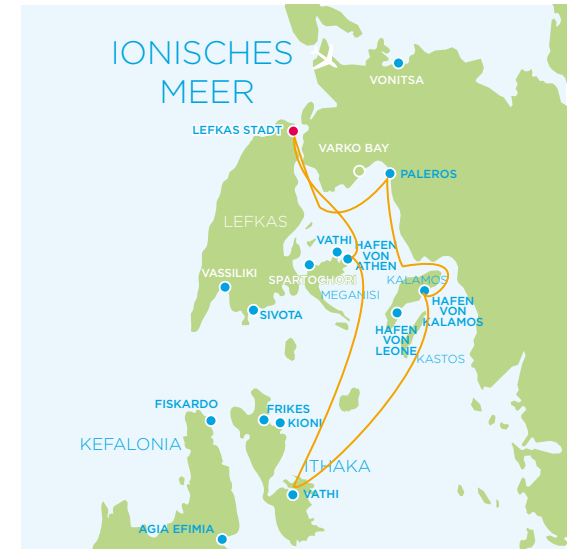 IONISCHES
MEER
VONITSA
LEFKAS STADT
VARKO BAY
PALEROS
LEFKAS
VATHI
HAFEN
VON
ATHEN
SPARTOCHORI
VASSILIKI
MEGANISI
KALAMOS
SIVOTA
HAFEN
VON
KALAMOS
HAFEN
VON
LEONE
KASTOS
FISKARDO
FRIKES
KIONI
KEFALONIA
ITHAKA
VATHI
AGIA EFIMIA